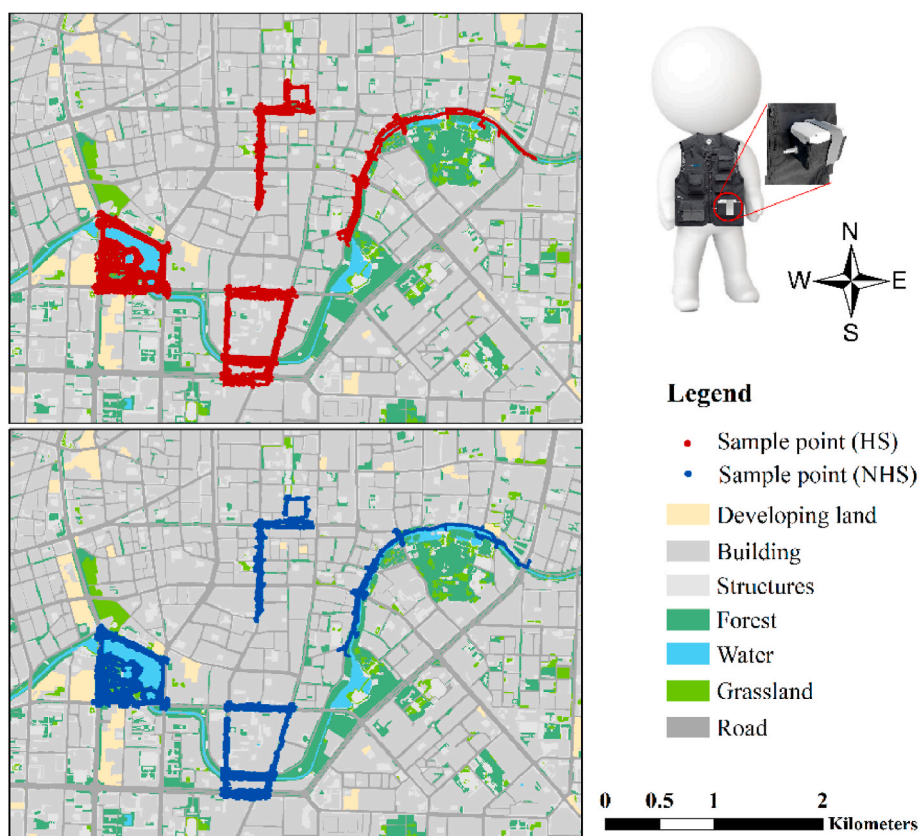 N
W E
S
Legend
Sample point (HS)
Sample point (NHS)
Developing land
Building
Structures
Forest
Water
Grassland
Road
0 0.5 1 2
Kilometers